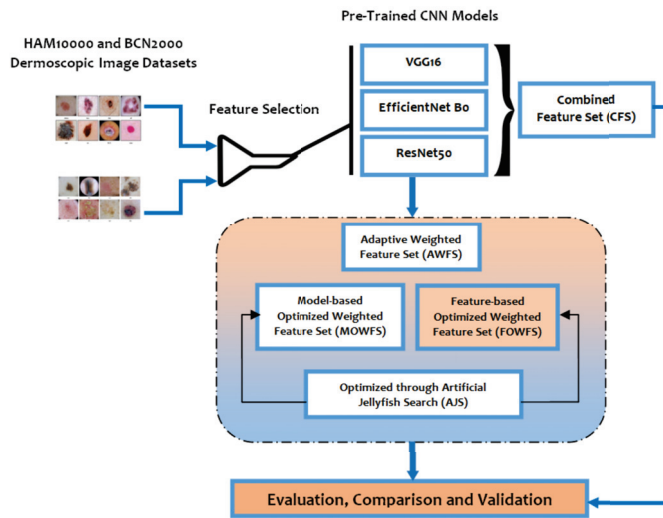 Pre-Trained CNN Models
HAM10000 and BCN2000
Dermoscopic Image Datasets
Feature Selection
VGG16
EfficientNet B0
ResNet50
Combined
Feature Set (CFS)
Adaptive Weighted
Feature Set (AWFS)
Model-based
Optimized Weighted
Feature Set (MOWFS)
Feature-based
Optimized Weighted
Feature Set (FOWFS)
Optimized through Artificial
Jellyfish Search (AJS)
Evaluation, Comparison and Validation